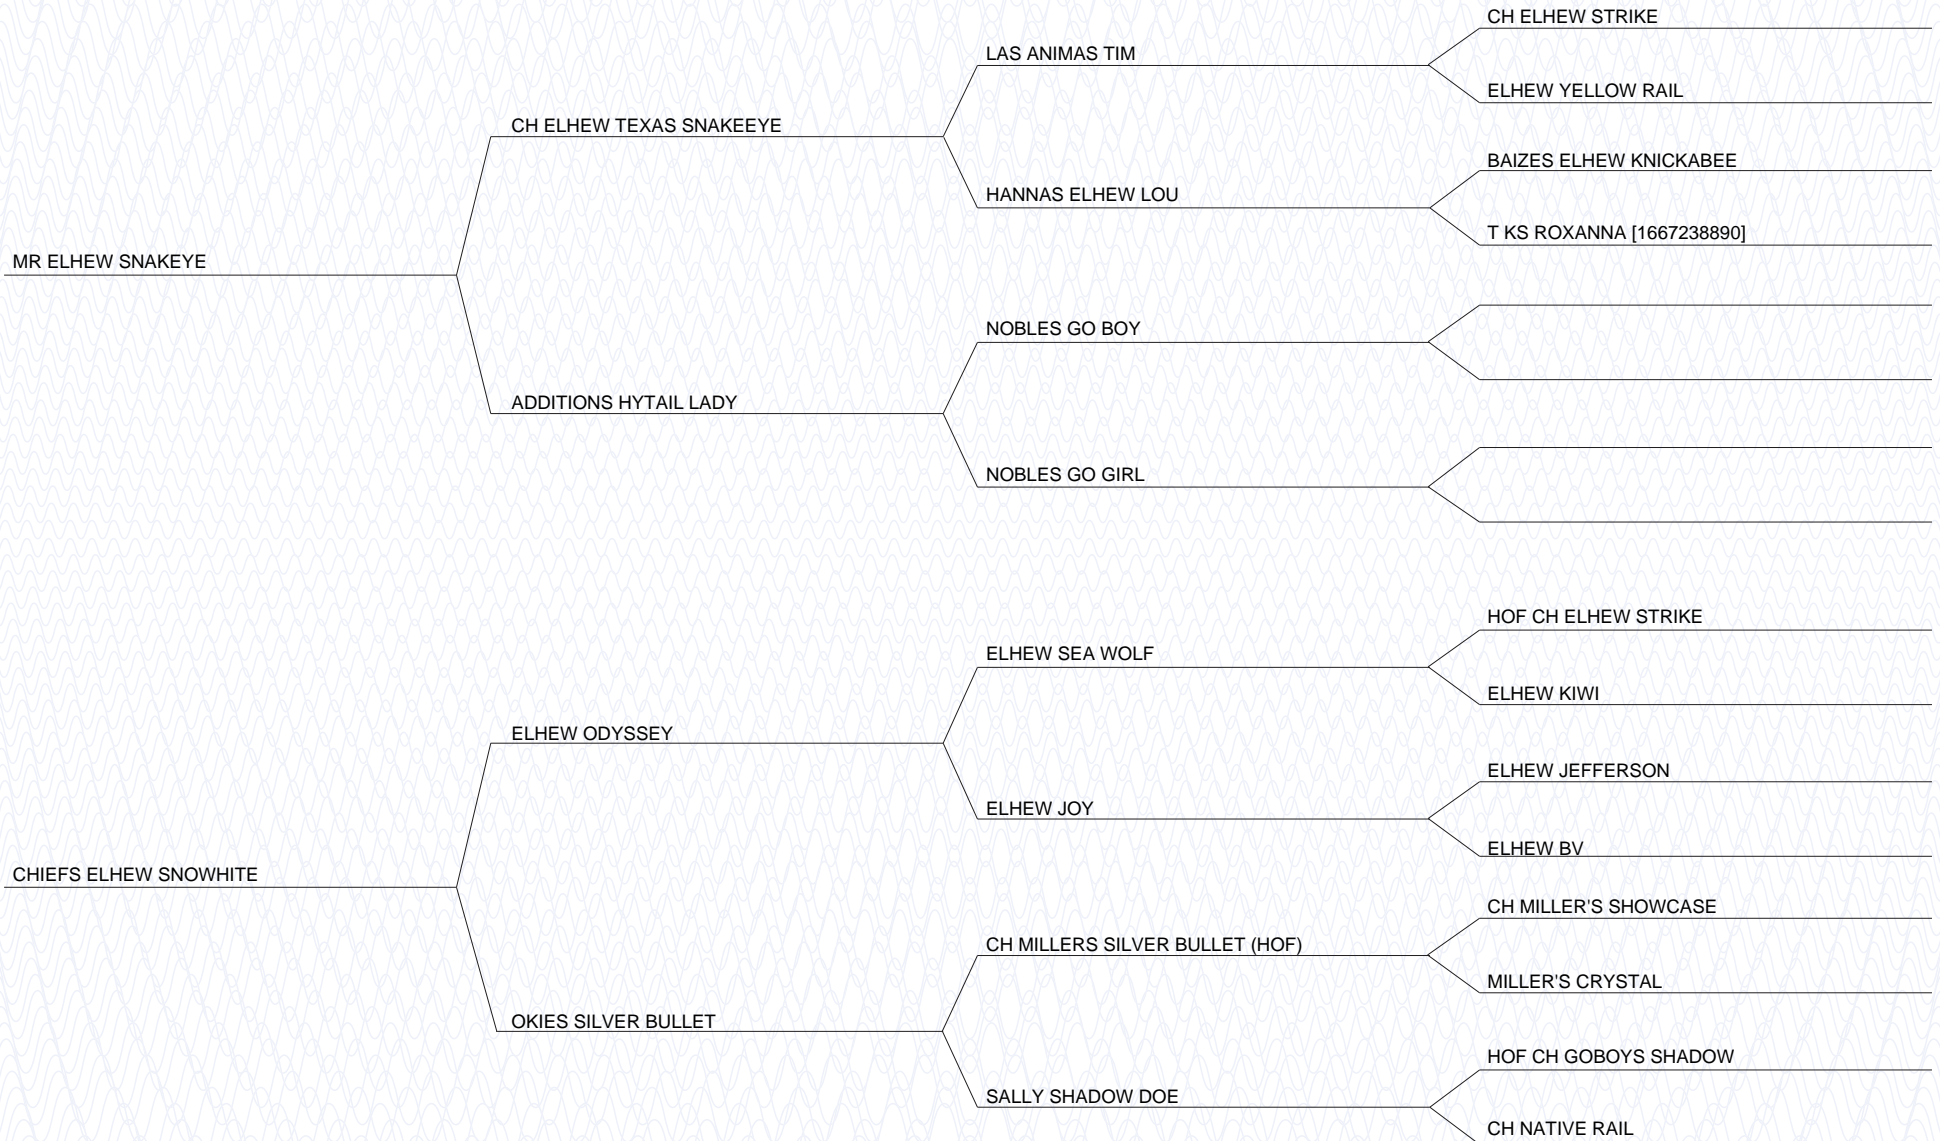 CH ELHEW STRIKE
LAS ANIMAS TIM
ELHEW YELLOW RAIL
CH ELHEW TEXAS SNAKEEYE
BAIZES ELHEW KNICKABEE
HANNAS ELHEW LOU
T KS ROXANNA [1667238890]
MR ELHEW SNAKEYE
NOBLES GO BOY
ADDITIONS HYTAIL LADY
NOBLES GO GIRL
HOF CH ELHEW STRIKE
ELHEW SEA WOLF
ELHEW KIWI
ELHEW ODYSSEY
ELHEW JEFFERSON
ELHEW JOY
ELHEW BV
CHIEFS ELHEW SNOWHITE
CH MILLER'S SHOWCASE
CH MILLERS SILVER BULLET (HOF)
MILLER'S CRYSTAL
OKIES SILVER BULLET
HOF CH GOBOYS SHADOW
SALLY SHADOW DOE
CH NATIVE RAIL